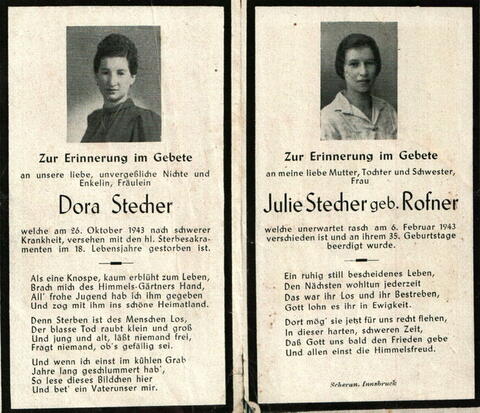 Zur Erinnerung im Gebete
an unsere liebe, unvergeßliche Nichte und
Enkelin, Fräulein
Dora Stecher
welche am 26. Oktober 1943 nach schwerer
Krankheit, versehen mit den hl. Sterbesakra-
menten im 18. Lebensjahre gestorben ist.
Als eine Knospe, kaum erblüht zum Leben,
Brach mich des Himmels-Gärtners Hand,
All' frohe Jugend hab ich ihm gegeben
Und zog mit ihm ins schöne Heimatland.
Denn Sterben ist des Menschen Los,
Der blasse Tod raubt klein und groß
Und jung und alt, läßt niemand frei,
Fragt niemand, ob's gefällig sei.
Und wenn ich einst im kühlen Grab
Jahre lang geschlummert hab',
So lese dieses Bildchen hier
Und bet' ein Vaterunser mir.
Zur Erinnerung im Gebete
an meine liebe Mutter, Tochter und Schwester,
Frau
Julie Stecher geb. Rofner
welche unerwartet rasch am 6. Februar 1943
verschieden ist und an ihrem 35. Geburtstage
beerdigt wurde.
Ein ruhig still bescheidenes Leben,
Den Nächsten wohltun jederzeit
Das war ihr Los und ihr Bestreben,
Gott lohn es ihr in Ewigkeit.
Dort mög' sie jetzt für uns recht flehen,
In dieser harten, schweren Zeit,
Daß Gott uns bald den Frieden gebe
Und allen einst die Himmelsfreud.
Scheran, Innsbruck